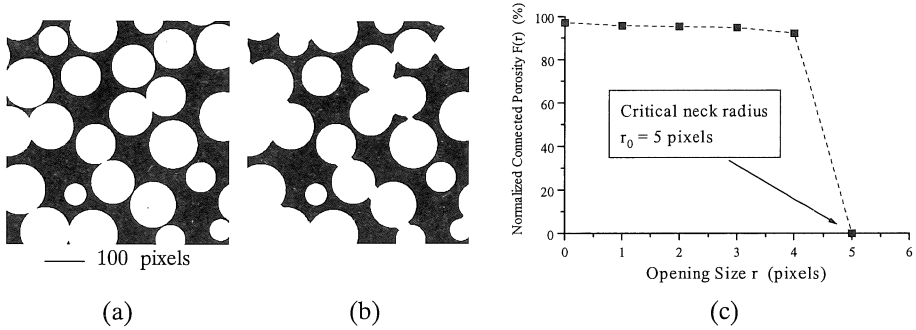 100 pixels
(a)
(b)
Normalized Connected Porosity F(r) (%)
100
80
60
40
20
0
Critical neck radius
r₀ = 5 pixels
0 1 2 3 4 5 6
Opening Size r (pixels)
(c)